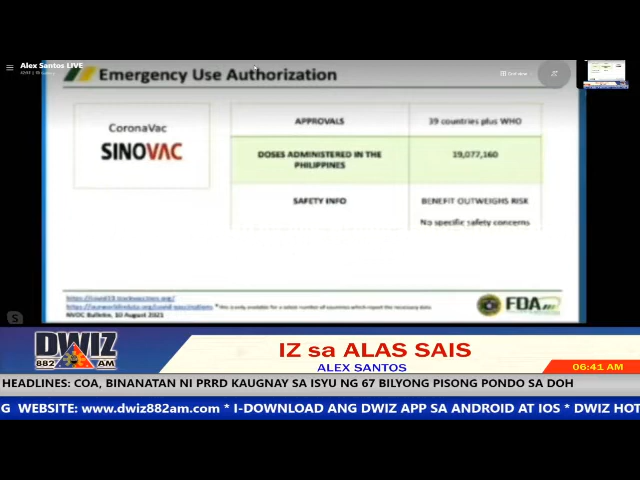 Alex Santos LIVE
Emergency Use Authorization
CoronaVac
SINOVAC
APPROVALS
39 countries plus WHO
DOSES ADMINISTERED IN THE
PHILIPPINES
19,077,160
SAFETY INFO
BENEFIT OUTWEIGHS RISK
No specific safety concerns
NVOC Bulletin, 10 August 2021
FDA
DWIZ
882 AM
IZ sa ALAS SAIS
ALEX SANTOS
06:41 AM
HEADLINES: COA, BINANATAN NI PRRD KAUGNAY SA ISYU NG 67 BILYONG PISONG PONDO SA DOH
G WEBSITE: www.dwiz882am.com * I-DOWNLOAD ANG DWIZ APP SA ANDROID AT IOS * DWIZ HOT